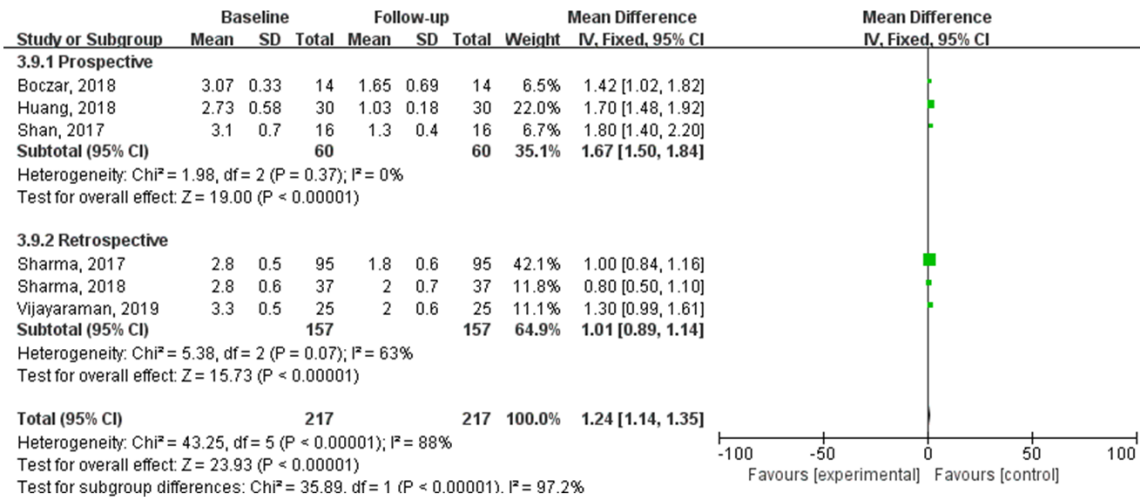 Baseline Follow-up Mean Difference Mean Difference
Study or Subgroup Mean SD Total Mean SD Total Weight IV, Fixed, 95% CI IV, Fixed, 95% CI
3.9.1 Prospective
Boczar, 2018 3.07 0.33 14 1.65 0.69 14 6.5% 1.42 [1.02, 1.82]
Huang, 2018 2.73 0.58 30 1.03 0.18 30 22.0% 1.70 [1.48, 1.92]
Shan, 2017 3.1 0.7 16 1.3 0.4 16 6.7% 1.80 [1.40, 2.20]
Subtotal (95% CI) 60 60 35.1% 1.67 [1.50, 1.84]
Heterogeneity: Chi² = 1.98, df = 2 (P = 0.37); I² = 0%
Test for overall effect: Z = 19.00 (P < 0.00001)
3.9.2 Retrospective
Sharma, 2017 2.8 0.5 95 1.8 0.6 95 42.1% 1.00 [0.84, 1.16]
Sharma, 2018 2.8 0.6 37 2 0.7 37 11.8% 0.80 [0.50, 1.10]
Vijayaraman, 2019 3.3 0.5 25 2 0.6 25 11.1% 1.30 [0.99, 1.61]
Subtotal (95% CI) 157 157 64.9% 1.01 [0.89, 1.14]
Heterogeneity: Chi² = 5.38, df = 2 (P = 0.07); I² = 63%
Test for overall effect: Z = 15.73 (P < 0.00001)
Total (95% CI) 217 217 100.0% 1.24 [1.14, 1.35]
Heterogeneity: Chi² = 43.25, df = 5 (P < 0.00001); I² = 88%
Test for overall effect: Z = 23.93 (P < 0.00001)
Test for subgroup differences: Chi² = 35.89. df = 1 (P < 0.00001). I² = 97.2%
-100 -50 0 50 100
Favours [experimental] Favours [control]